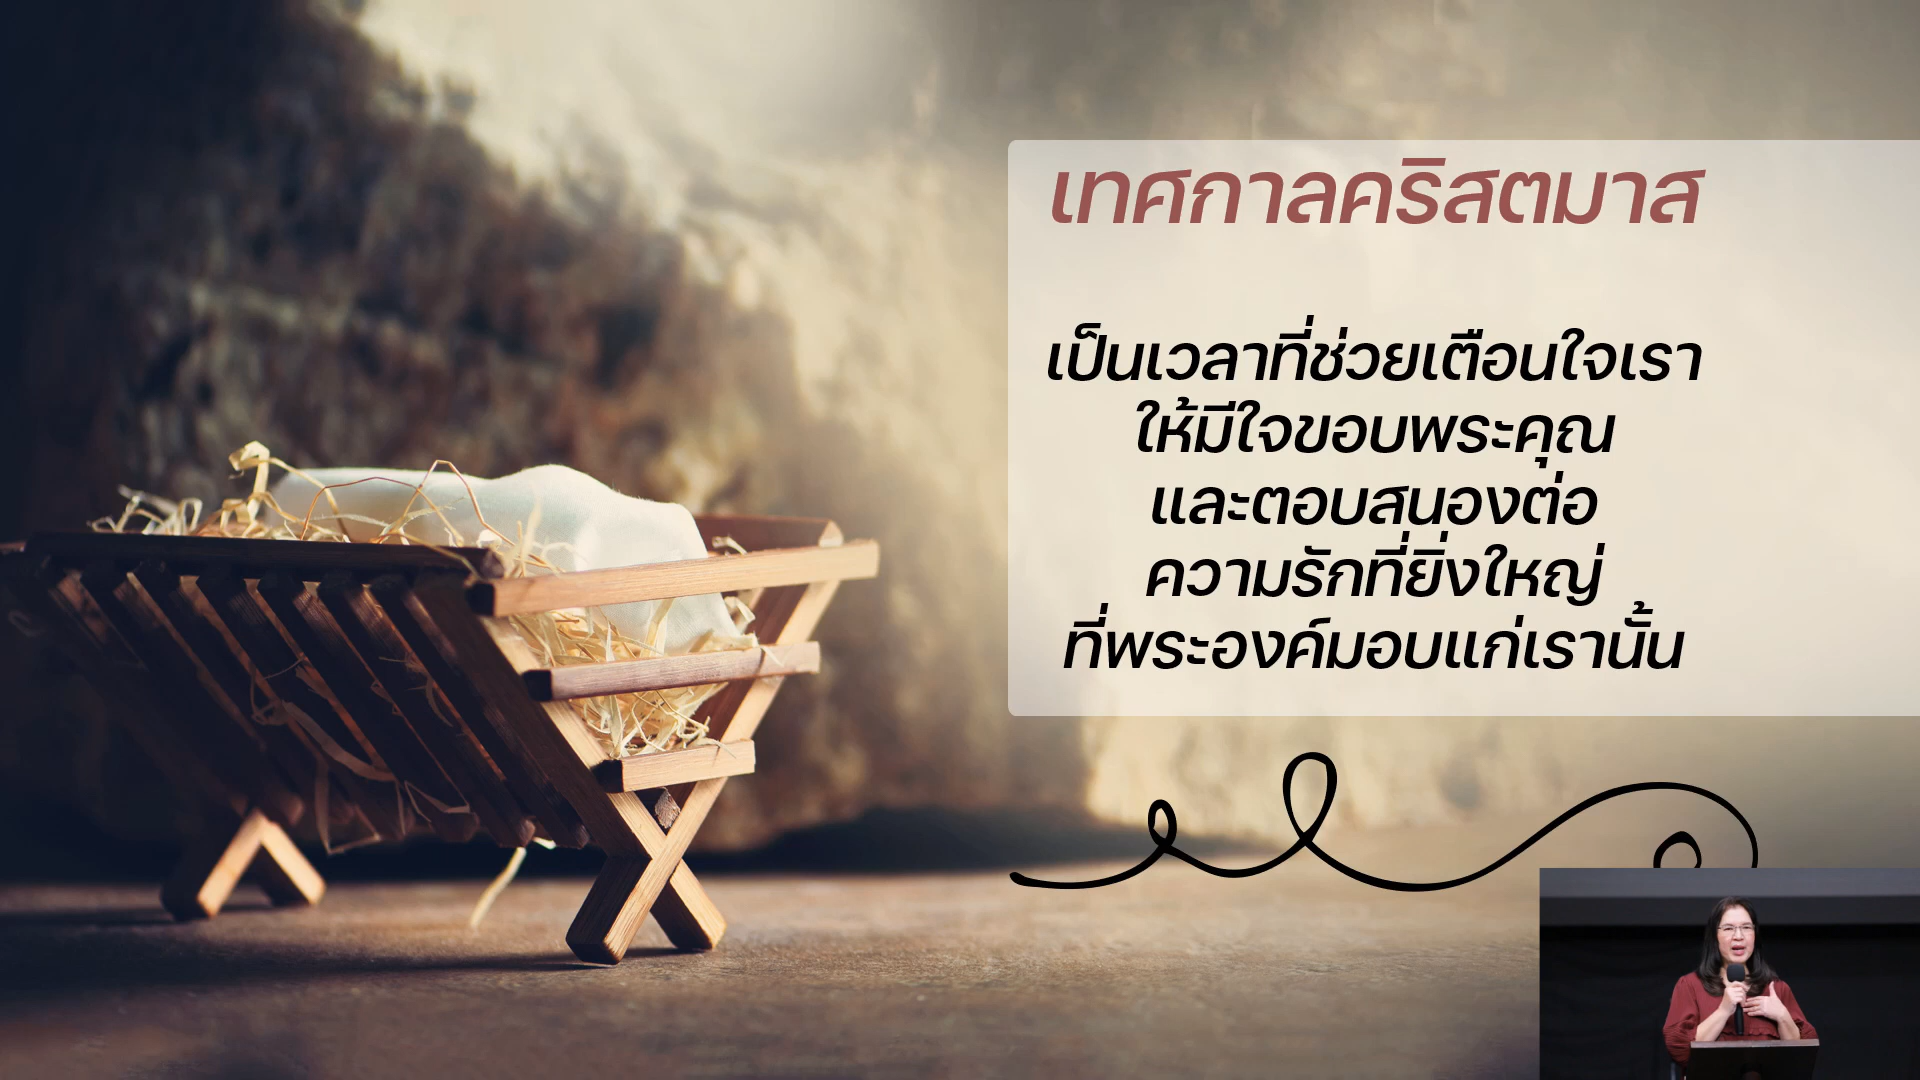 เทศกาลคริสตมาส
เป็นเวลาที่ช่วยเตือนใจเรา
ให้มีใจขอบพระคุณ
และตอบสนองต่อ
ความรักที่ยิ่งใหญ่
ที่พระองค์มอบแก่เรานั้น